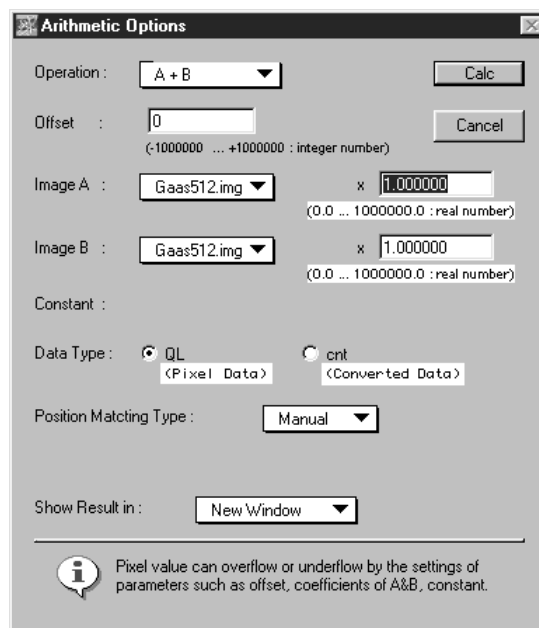 Arithmetic Options
Operation : A + B Calc
Offset : 0 Cancel
(-1000000 ... +1000000 : integer number)
Image A : Gaas512.img x 1.000000
(0.0 ... 1000000.0 : real number)
Image B : Gaas512.img x 1.000000
(0.0 ... 1000000.0 : real number)
Constant :
Data Type : QL cnt
(Pixel Data) (Converted Data)
Position Matcting Type : Manual
Show Result in : New Window
Pixel value can overflow or underflow by the settings of
parameters such as offset, coefficients of A&B, constant.